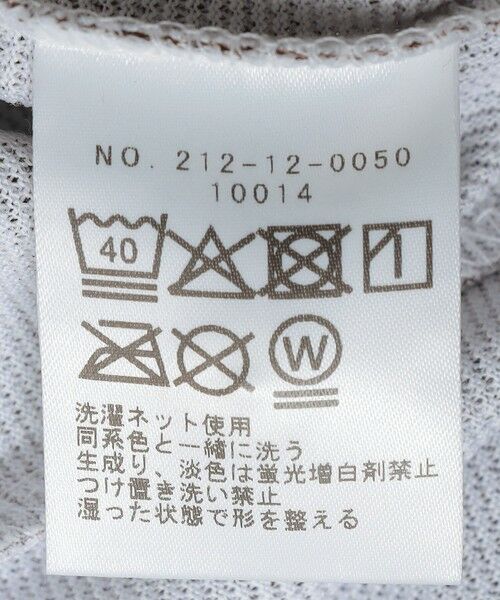 NO. 212-12-0050
10014
40
W
洗濯ネット使用
同系色と一緒に洗う
生成り、淡色は蛍光増白剤禁止
つけ置き洗い禁止
湿った状態で形を整える